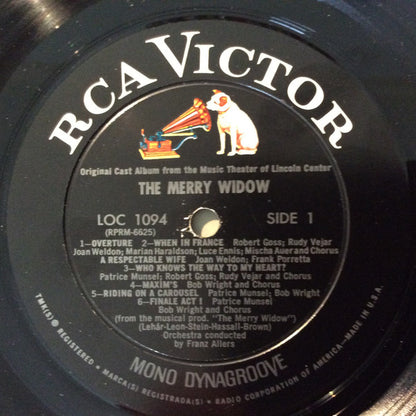 RCA VICTOR
Original Cast Album from the Music Theater of Lincoln Center
THE MERRY WIDOW
LOC 1094
(RPRM-6625)
SIDE 1
1—OVERTURE 2—WHEN IN FRANCE Robert Goss; Rudy Vejar
Joan Weldon; Marian Haraldson; Luce Ennis; Mischa Auer and Chorus
A RESPECTABLE WIFE Joan Weldon; Frank Porretta
3—WHO KNOWS THE WAY TO MY HEART?
Patrice Munsel; Robert Goss; Rudy Vejar and Chorus
4—MAXIM'S Bob Wright and Chorus
5—RIDING ON A CAROUSEL Patrice Munsel; Bob Wright
6—FINALE ACT I Patrice Munsel
Bob Wright and Chorus
(from the musical prod. "The Merry Widow")
(Lehár-Leon-Stein-Hassall-Brown)
Orchestra conducted
by Franz Allers
MONO DYNAGROOVE
TMK(S) ® REGISTERED • MARCA(S) REGISTRADA(S) • RADIO CORPORATION OF AMERICA—MADE IN U.S.A.